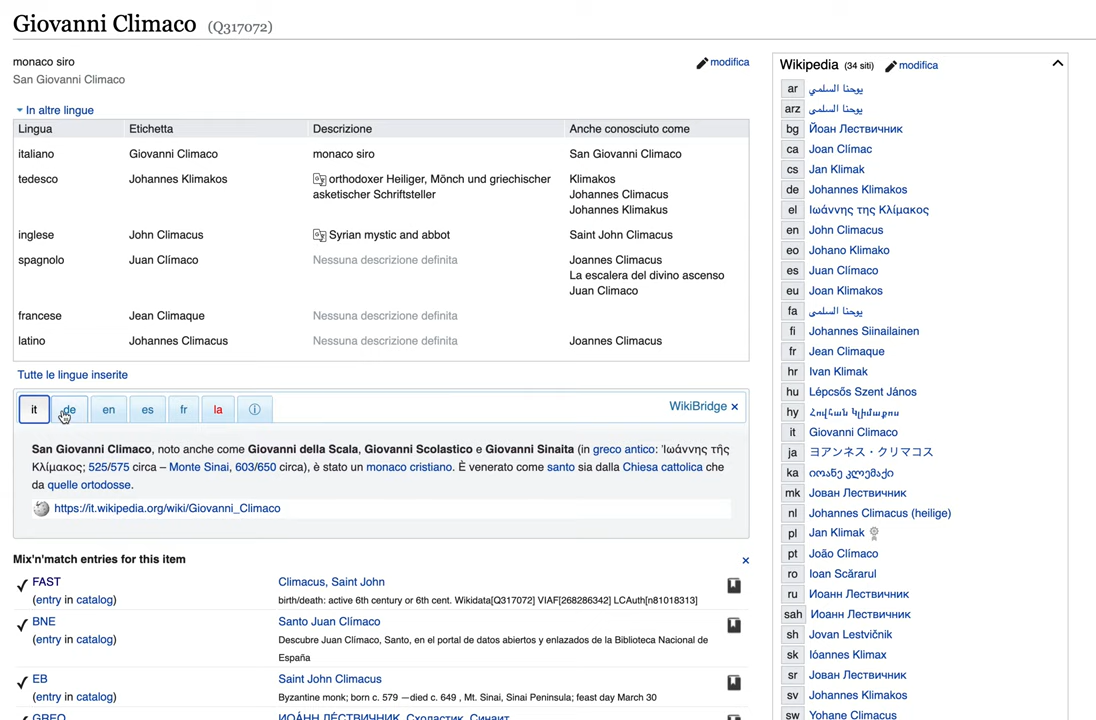 Giovanni Climaco (Q317072)
monaco siro
modifica
San Giovanni Climaco
In altre lingue
Lingua Etichetta Descrizione Anche conosciuto come
italiano Giovanni Climaco monaco siro San Giovanni Climaco
tedesco Johannes Klimakos orthodoxer Heiliger, Mönch und griechischer asketischer Schriftsteller
Klimakos
Johannes Climacus
Johannes Klimakus
inglese John Climacus Syrian mystic and abbot Saint John Climacus
spagnolo Juan Clímaco Nessuna descrizione definita Joannes Climacus
La escalera del divino ascenso
Juan Climaco
francese Jean Climaque Nessuna descrizione definita
latino Johannes Climacus Nessuna descrizione definita Joannes Climacus
Tutte le lingue inserite
it de en es fr la
WikiBridge ×
San Giovanni Climaco, noto anche come Giovanni della Scala, Giovanni Scolastico e Giovanni Sinaita (in greco antico: Ἰωάννης τῆς
Κλίμακος; 525/575 circa – Monte Sinai, 603/650 circa), è stato un monaco cristiano. È venerato come santo sia dalla Chiesa cattolica che
da quelle ortodosse.
https://it.wikipedia.org/wiki/Giovanni_Climaco
Mix'n'match entries for this item ×
FAST Climacus, Saint John
(entry in catalog) birth/death: active 6th century or 6th cent. Wikidata[Q317072] VIAF[268286342] LCAuth[n81018313]
BNE Santo Juan Clímaco
(entry in catalog) Descubre Juan Clímaco, Santo, en el portal de datos abiertos y enlazados de la Biblioteca Nacional de
España
EB Saint John Climacus
(entry in catalog) Byzantine monk; born c. 579 —died c. 649 , Mt. Sinai, Sinai Peninsula; feast day March 30
GREQ ИОА́НН ЛЕ́СТВИЧНИК, Схоластик, Синаит
Wikipedia (34 siti) modifica
ar يوحنا السلمي
arz يوحنا السلمى
bg Йоан Лествичник
ca Joan Clímac
cs Jan Klimak
de Johannes Klimakos
el Ιωάννης της Κλίμακος
en John Climacus
eo Johano Klimako
es Juan Clímaco
eu Joan Klimakos
fa یوحنا السلمی
fi Johannes Siinailainen
fr Jean Climaque
hr Ivan Klimak
hu Lépcsős Szent János
hy Հովհան Կլիմաքոս
it Giovanni Climaco
ja ヨアンネス・クリマコス
ka იოანე კლემაქი
mk Јован Лествичник
nl Johannes Climacus (heilige)
pl Jan Klimak
pt João Clímaco
ro Ioan Scărarul
ru Иоанн Лествичник
sah Иоанн Лествичник
sh Jovan Lestvičnik
sk Ióannes Klimax
sr Јован Лествичник
sv Johannes Klimakos
sw Yohane Climacus